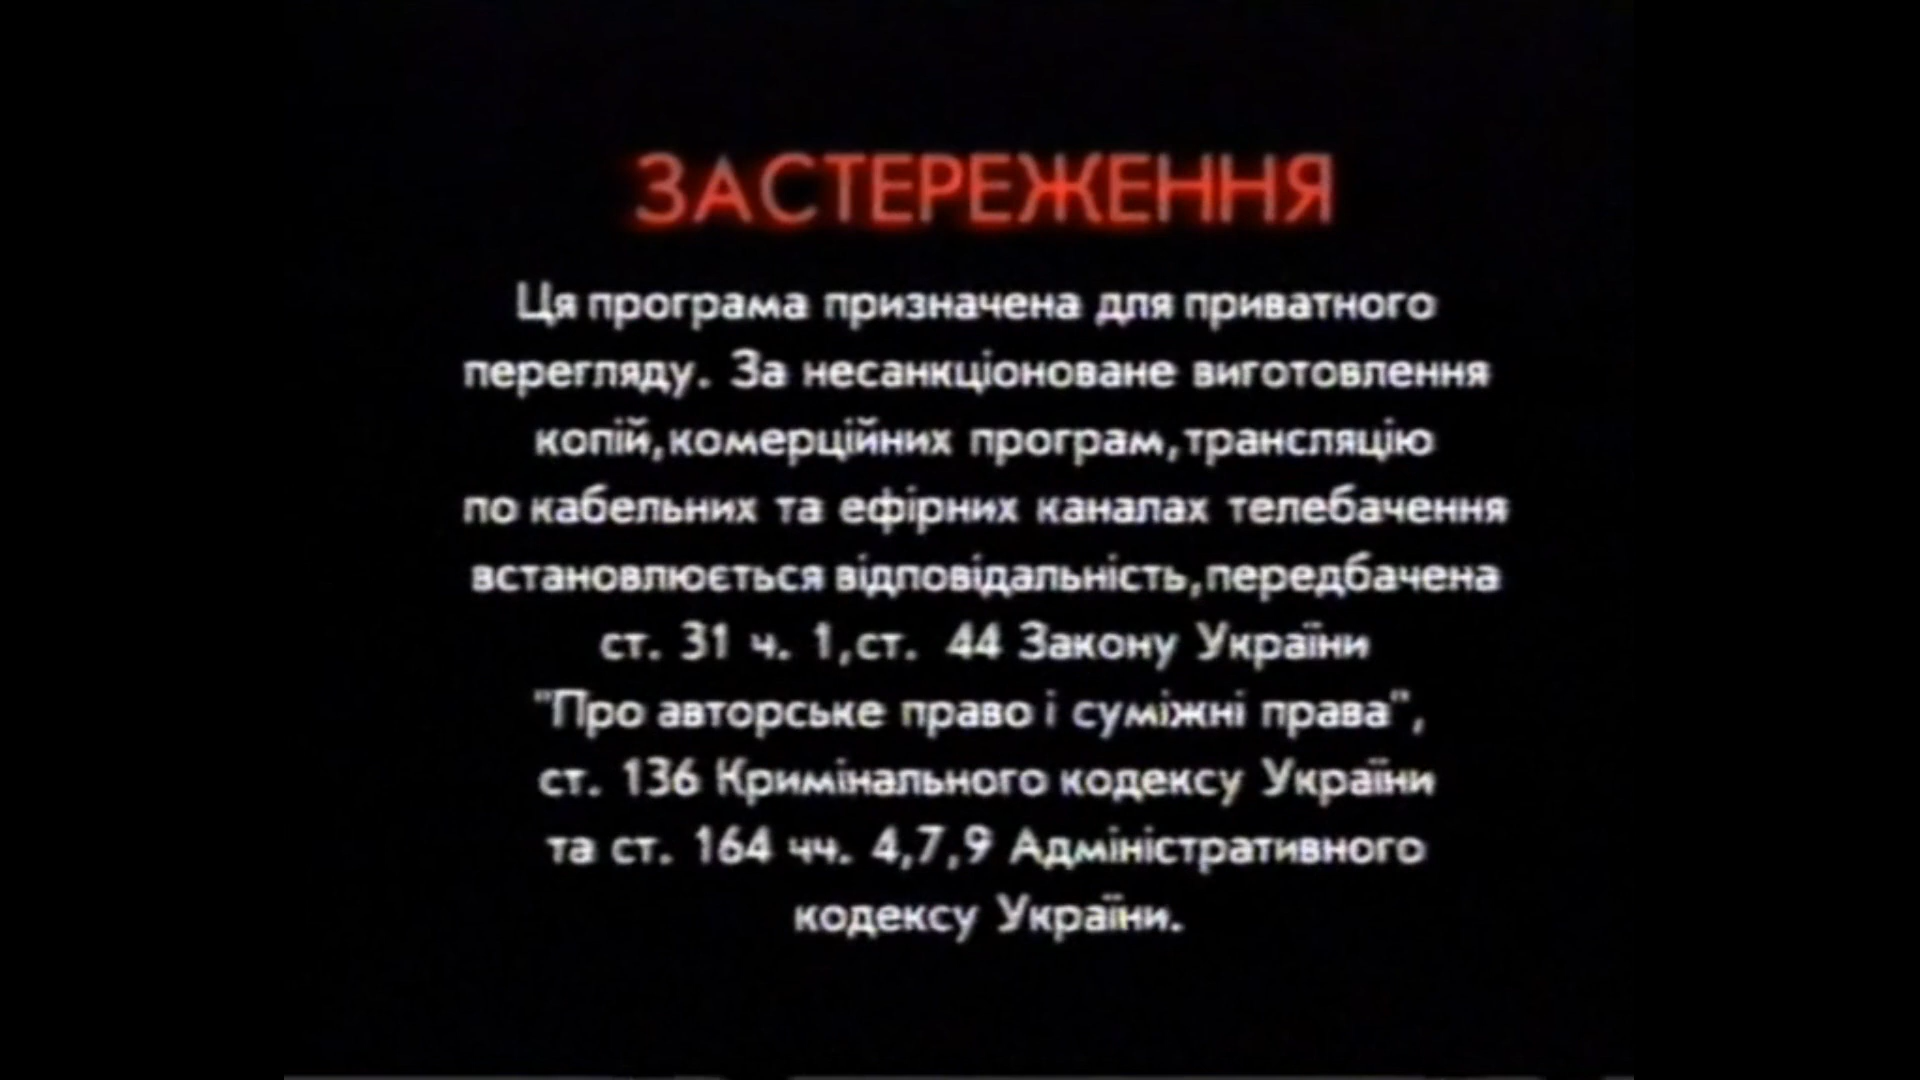 ЗАСТЕРЕЖЕННЯ
Ця програма призначена для приватного
перегляду. За несанкціоноване виготовлення
копій,комерційних програм,трансляцію
по кабельних та ефірних каналах телебачення
встановлюється відповідальність,передбачена
ст. 31 ч. 1,ст. 44 Закону України
"Про авторське право і суміжні права",
ст. 136 Кримінального кодексу України
та ст. 164 чч. 4,7,9 Адміністративного
кодексу України.